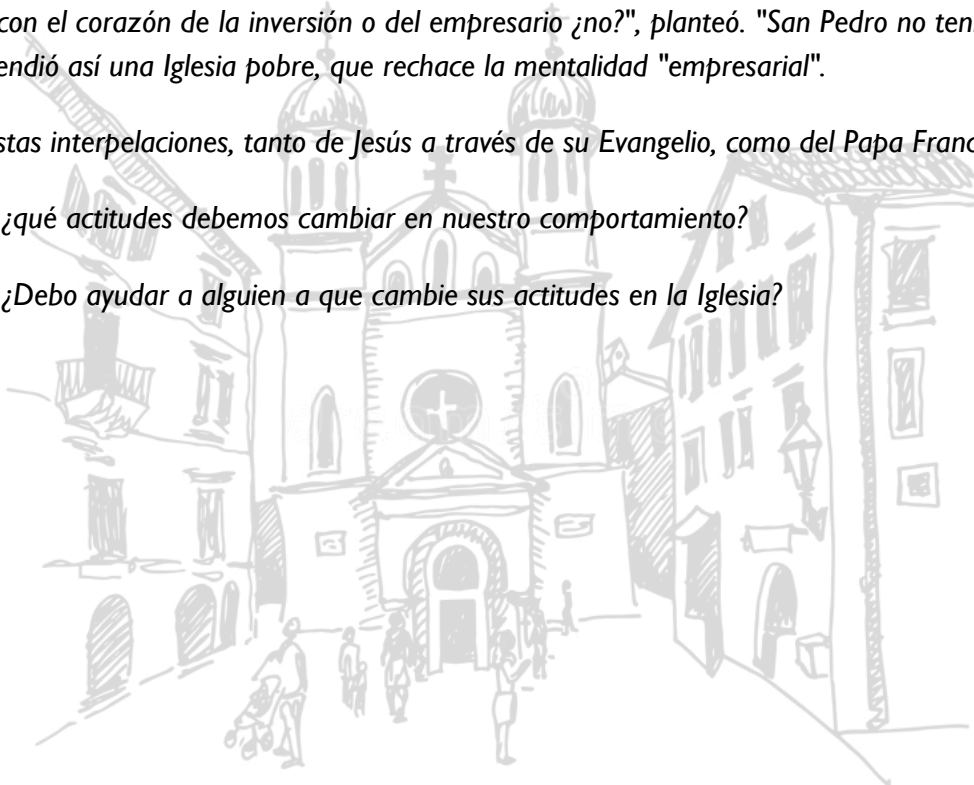 con el corazón de la inversión o del empresario ¿no?", planteó. "San Pedro no
endió así una Iglesia pobre, que rechace la mentalidad "empresarial".
stas interpelaciones, tanto de Jesús a través de su Evangelio, como del Papa
¿qué actitudes debemos cambiar en nuestro comportamiento?
¿Debo ayudar a alguien a que cambie sus actitudes en la Iglesia?